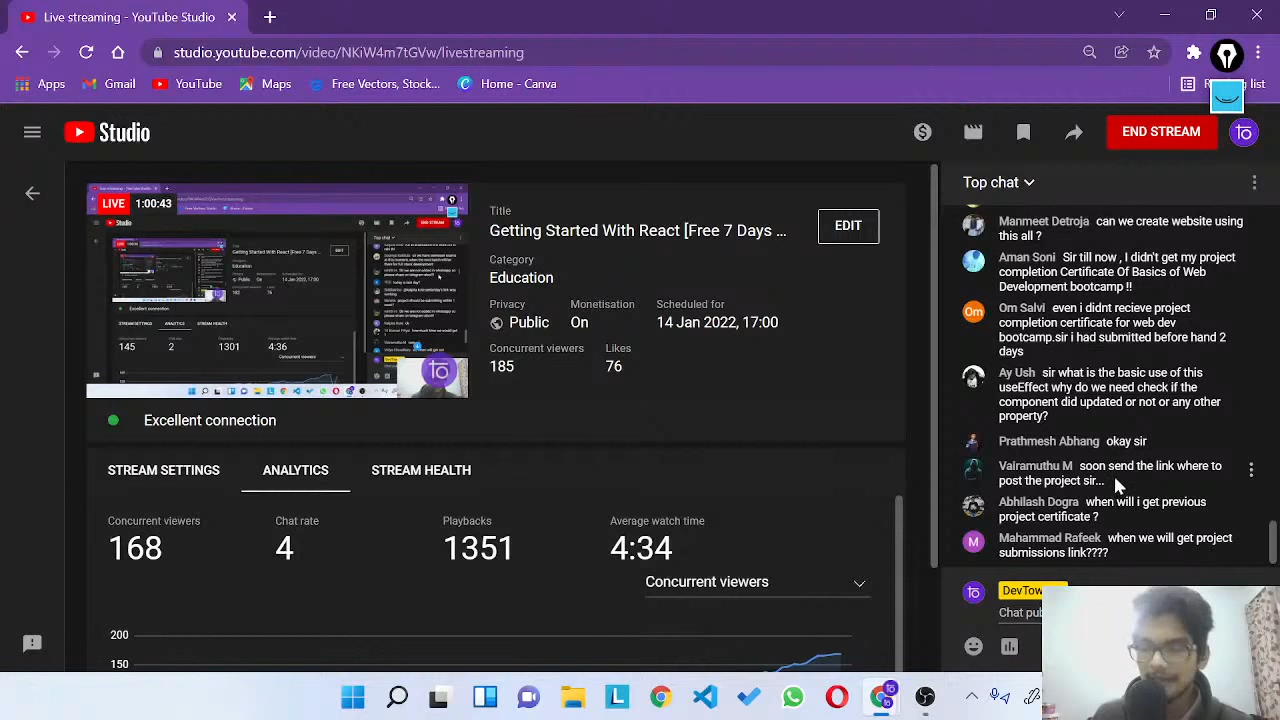 Live streaming - YouTube Studio
studio.youtube.com/video/NKiW4m7tGVw/livestreaming
Apps
Gmail
YouTube
Maps
Free Vectors, Stock...
Home - Canva
list
Studio
END STREAM
LIVE 1:00:43
Title
Getting Started With React [Free 7 Days ...
EDIT
Category
Education
Privacy
Public
Monetisation
On
Scheduled for
14 Jan 2022, 17:00
Concurrent viewers
185
Likes
76
Excellent connection
STREAM SETTINGS
ANALYTICS
STREAM HEALTH
Concurrent viewers
168
Chat rate
4
Playbacks
1351
Average watch time
4:34
Concurrent viewers
200
150
Top chat
Manmeet Detroja can we create website using
this all ?
Soni Sir I haven't got my project
completion Certificate Of Basics of Web
Development bootcamp !!
Om Salvi even i didnt recieve project
completion certificate for web dev
bootcamp.sir i had submitted before hand 2
days
Ay Ush sir what is the basic use of this
useEffect why do we need check if the
component did updated or not or any other
property?
Prathmesh Abhang okay sir
Vairamuthu M soon send the link where to
post the project sir...
Abhilash Dogra when will i get previous
project certificate ?
Mahammad Rafeek when we will get project
submissions link????
DevTow
Chat pu